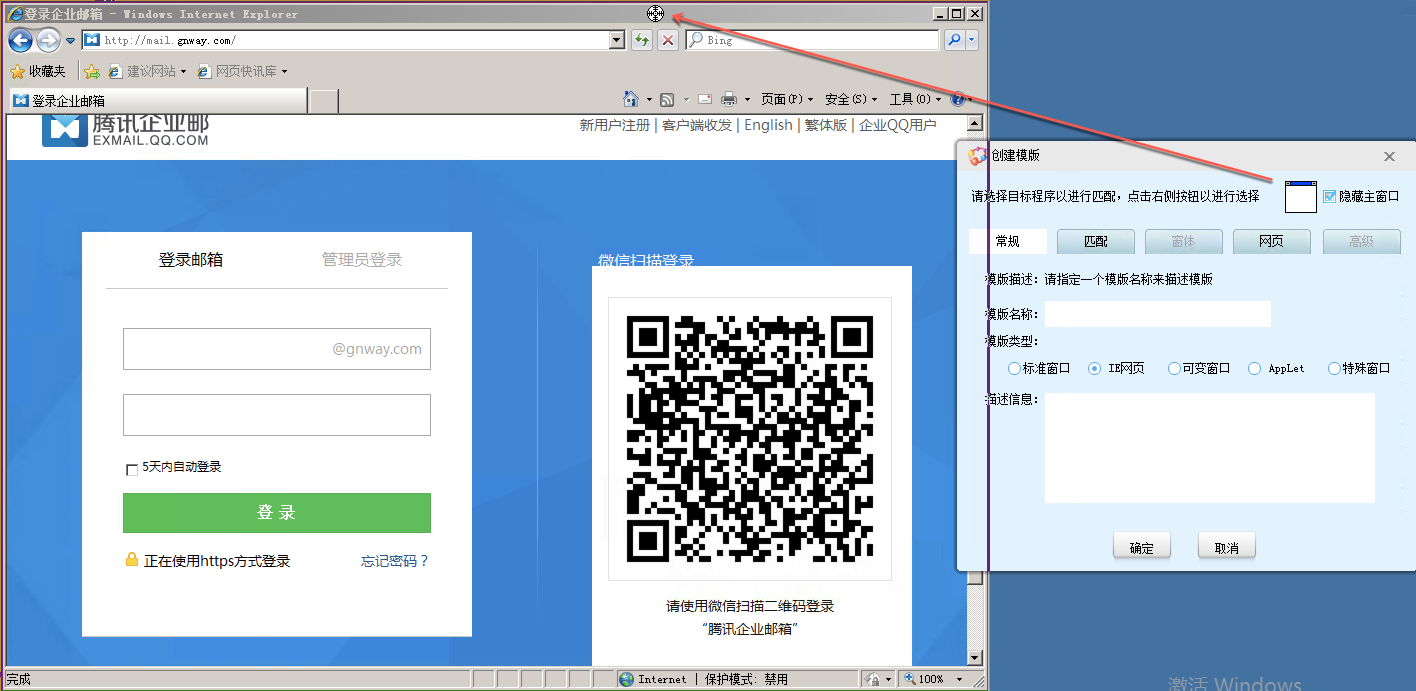 登录企业邮箱 - Windows Internet Explorer
http://mail.gnway.com/
Bing
收藏夹
建议网站
网页快讯库
登录企业邮箱
页面(P)
安全(S)
工具(O)
腾讯企业邮
EXMAIL.QQ.COM
新用户注册 | 客户端收发 | English | 繁体版 | 企业QQ用户
登录邮箱
管理员登录
@gnway.com
5天内自动登录
登 录
正在使用https方式登录
忘记密码？
微信扫描登录
请使用微信扫描二维码登录
“腾讯企业邮箱”
完成
Internet | 保护模式: 禁用
100%
创建模版
请选择目标程序以进行匹配，点击右侧按钮以进行选择
隐藏主窗口
常规
匹配
窗体
网页
高级
模版描述：请指定一个模版名称来描述模版
模版名称：
模版类型：
标准窗口
IE网页
可变窗口
AppLet
特殊窗口
描述信息：
确定
取消
激活 Windows